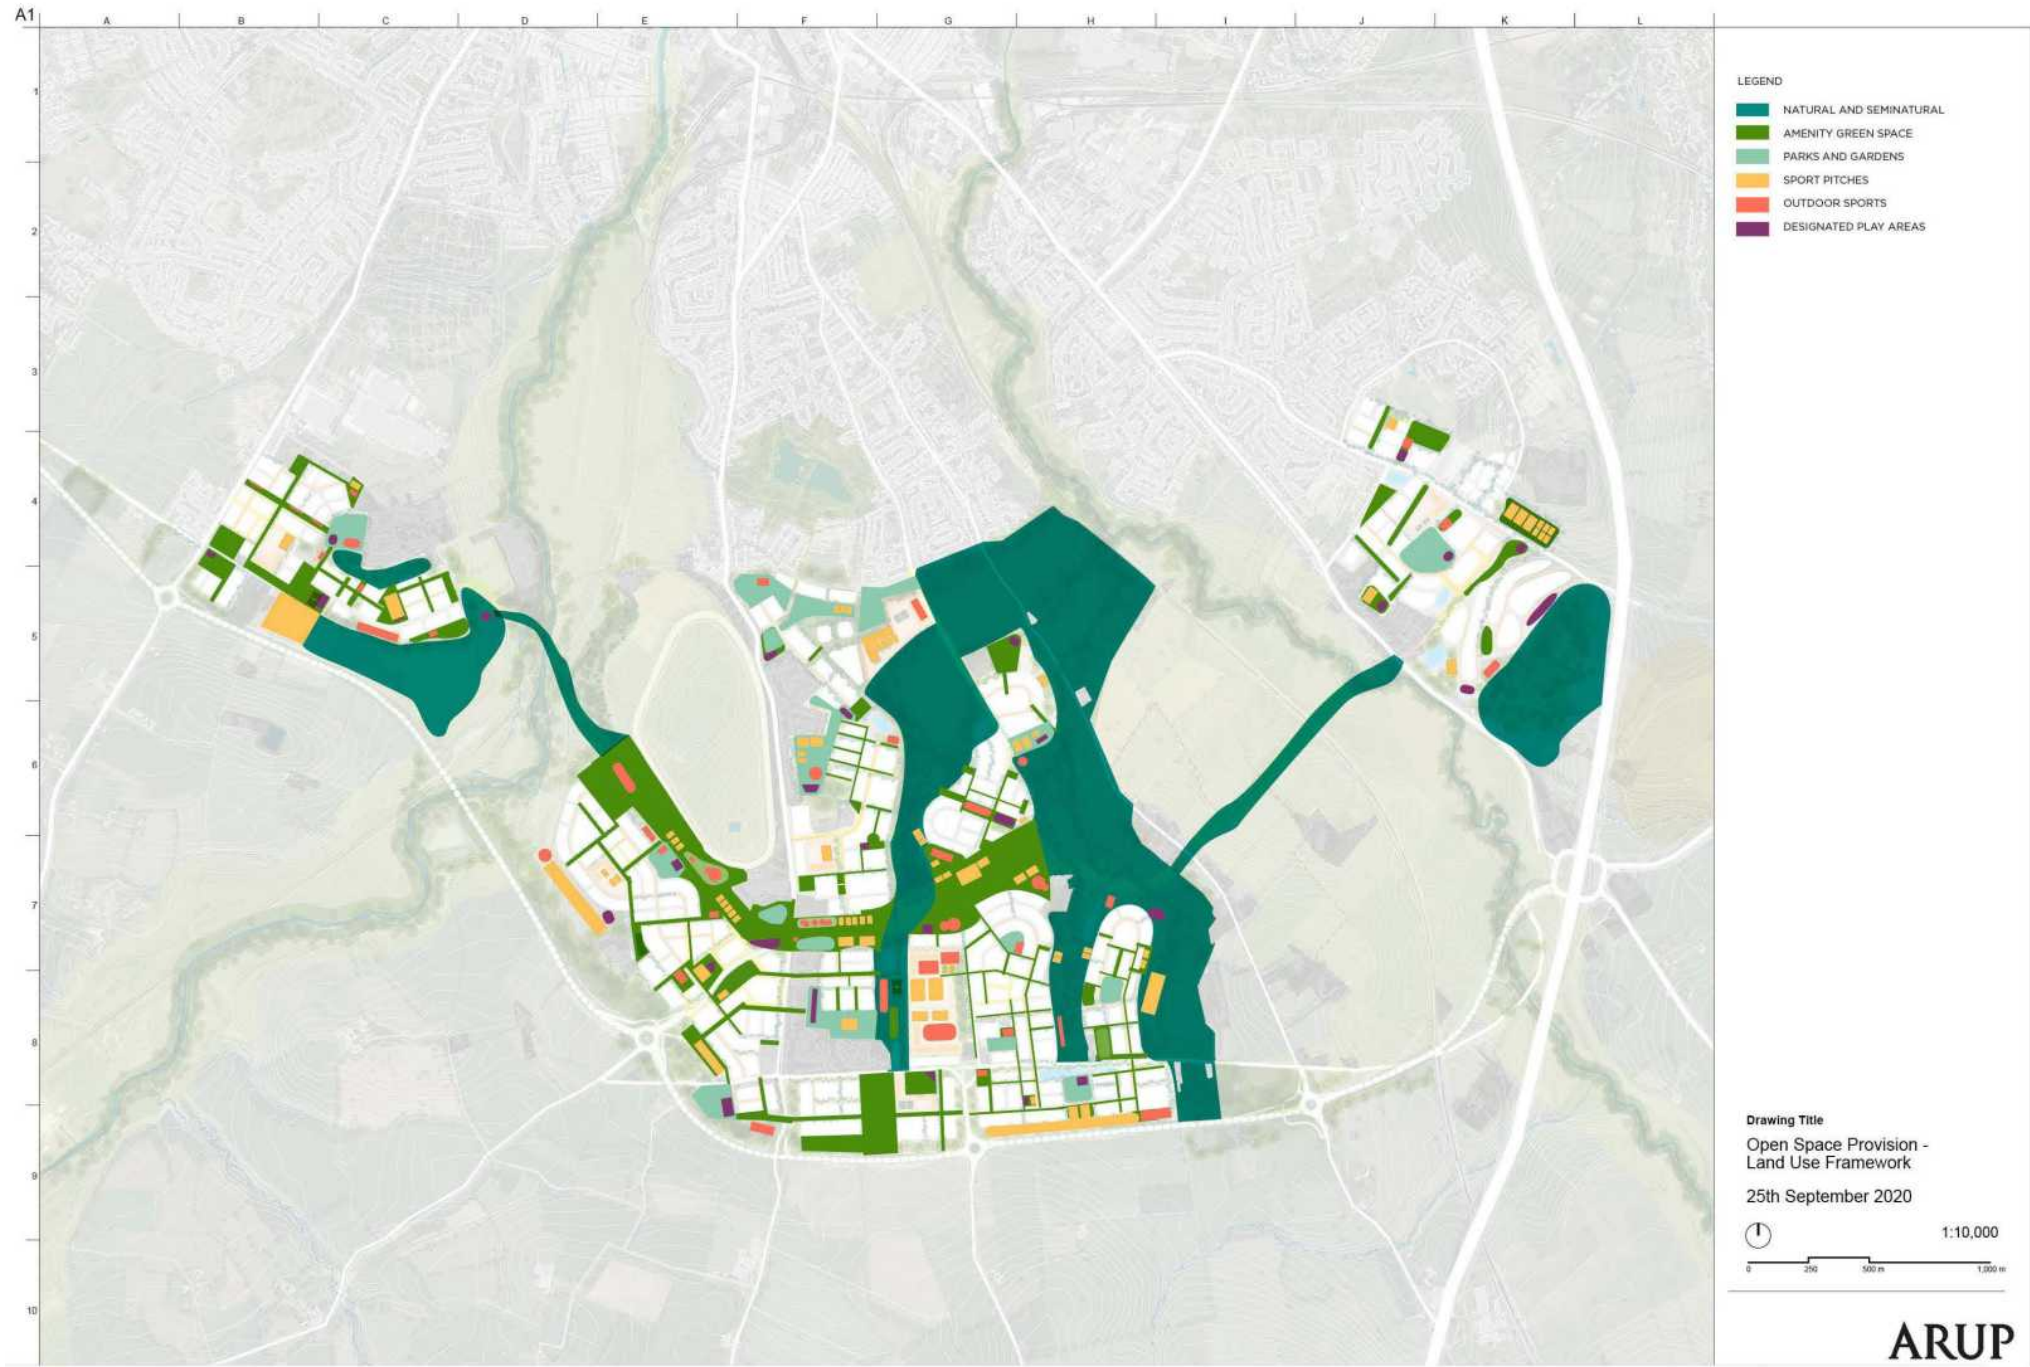 A1
A B C D E F G H I J K L
1
2
3
4
5
6
7
8
9
10
LEGEND
NATURAL AND SEMINATURAL
AMENITY GREEN SPACE
PARKS AND GARDENS
SPORT PITCHES
OUTDOOR SPORTS
DESIGNATED PLAY AREAS
Drawing Title
Open Space Provision -
Land Use Framework
25th September 2020
1:10,000
0 250 500 m 1,000 m
ARUP